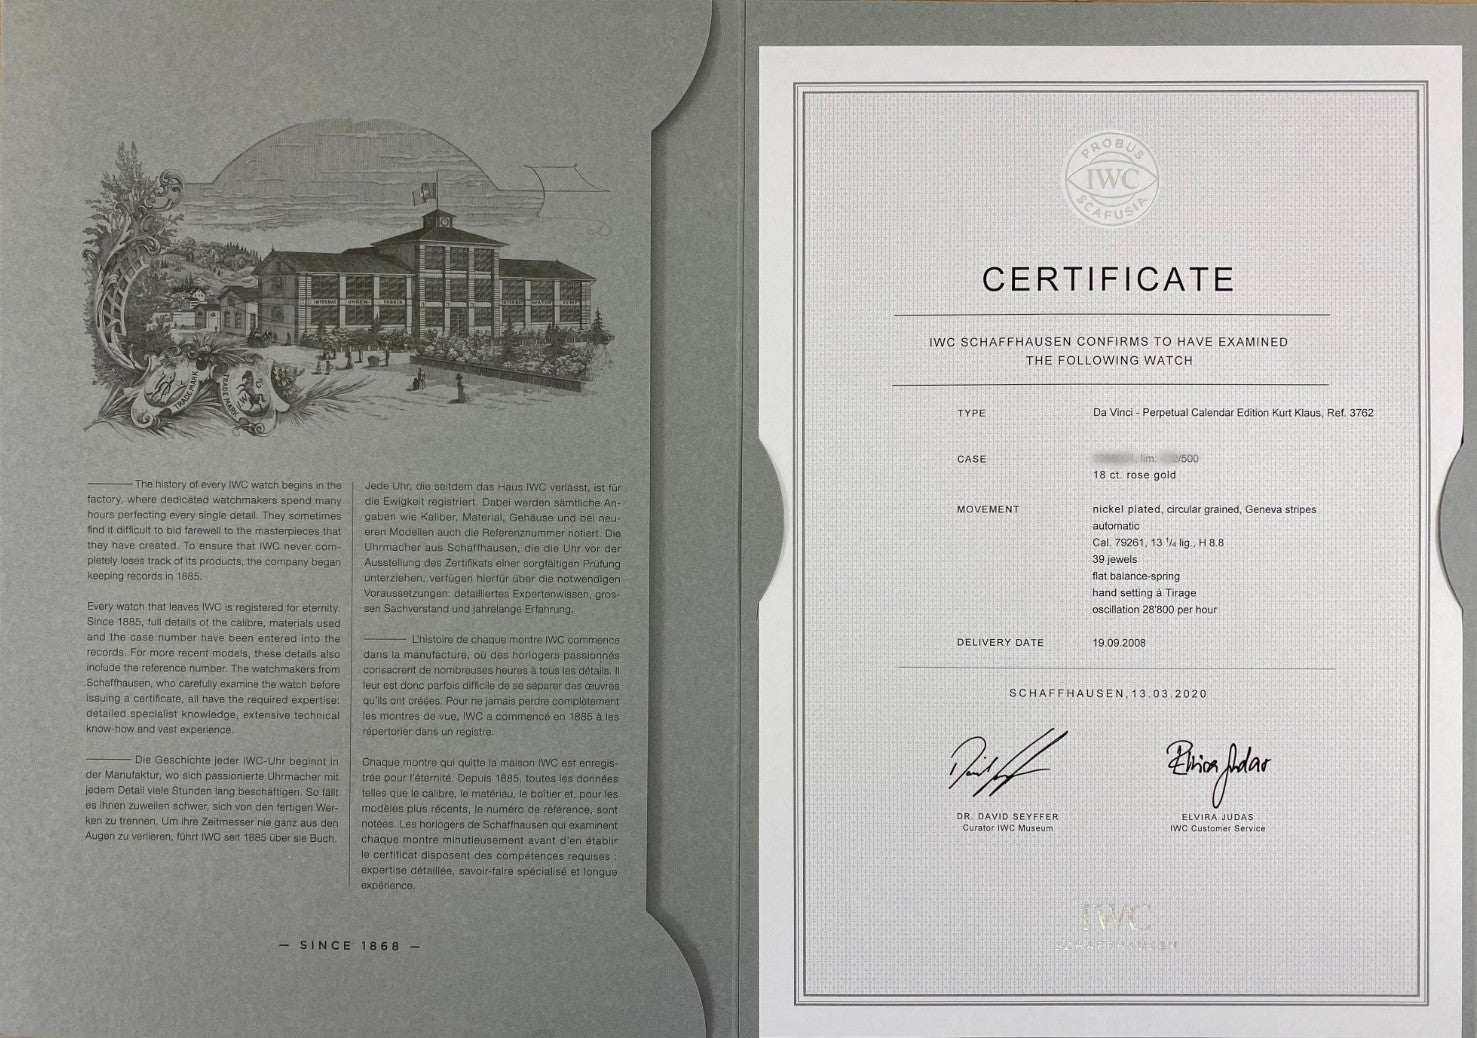 INTERNAT. UHREN FABRIK
INTERNAT. WATCH COMP.
TRADE MARK
TRADE MARK
The history of every IWC watch begins in the
factory, where dedicated watchmakers spend many
hours perfecting every single detail. They sometimes
find it difficult to bid farewell to the masterpieces that
they have created. To ensure that IWC never com-
pletely loses track of its products, the company began
keeping records in 1885.
Every watch that leaves IWC is registered for eternity.
Since 1885, full details of the calibre, materials used
and the case number have been entered into the
records. For more recent models, these details also
include the reference number. The watchmakers from
Schaffhausen, who carefully examine the watch before
issuing a certificate, all have the required expertise:
detailed specialist knowledge, extensive technical
know-how and vast experience.
Die Geschichte jeder IWC-Uhr beginnt in
der Manufaktur, wo sich passionierte Uhrmacher mit
jedem Detail viele Stunden lang beschäftigen. So fällt
es ihnen zuweilen schwer, sich von den fertigen Wer-
ken zu trennen. Um ihre Zeitmesser nie ganz aus den
Augen zu verlieren, führt IWC seit 1885 über sie Buch.
Jede Uhr, die seitdem das Haus IWC verlässt, ist für
die Ewigkeit registriert. Dabei werden sämtliche An-
gaben wie Kaliber, Material, Gehäuse und bei neu-
eren Modellen auch die Referenznummer notiert. Die
Uhrmacher aus Schaffhausen, die die Uhr vor der
Ausstellung des Zertifikats einer sorgfältigen Prüfung
unterziehen, verfügen hierfür über die notwendigen
Voraussetzungen: detailliertes Expertenwissen, gros-
sen Sachverstand und jahrelange Erfahrung.
L'histoire de chaque montre IWC commence
dans la manufacture, où des horlogers passionnés
consacrent de nombreuses heures à tous les détails. Il
leur est donc parfois difficile de se séparer des œuvres
qu'ils ont créées. Pour ne jamais perdre complètement
les montres de vue, IWC a commencé en 1885 à les
répertorier dans un registre.
Chaque montre qui quitte la maison IWC est enregis-
trée pour l'éternité. Depuis 1885, toutes les données
telles que le calibre, le matériau, le boîtier et, pour les
modèles plus récents, le numéro de référence, sont
notées. Les horlogers de Schaffhausen qui examinent
chaque montre minutieusement avant d'en établir
le certificat disposent des compétences requises :
expertise détaillée, savoir-faire spécialisé et longue
expérience.
— SINCE 1868 —
PROBUS
IWC
SCAFUSIA
CERTIFICATE
IWC SCHAFFHAUSEN CONFIRMS TO HAVE EXAMINED
THE FOLLOWING WATCH
TYPE Da Vinci - Perpetual Calendar Edition Kurt Klaus, Ref. 3762
CASE lim. /500
18 ct. rose gold
MOVEMENT nickel plated, circular grained, Geneva stripes
automatic
Cal. 79261, 13 ¼ lig., H 8.8
39 jewels
flat balance-spring
hand setting à Tirage
oscillation 28'800 per hour
DELIVERY DATE 19.09.2008
SCHAFFHAUSEN, 13.03.2020
Elvira Judas
DR. DAVID SEYFFER ELVIRA JUDAS
Curator IWC Museum IWC Customer Service
IWC
SCHAFFHAUSEN